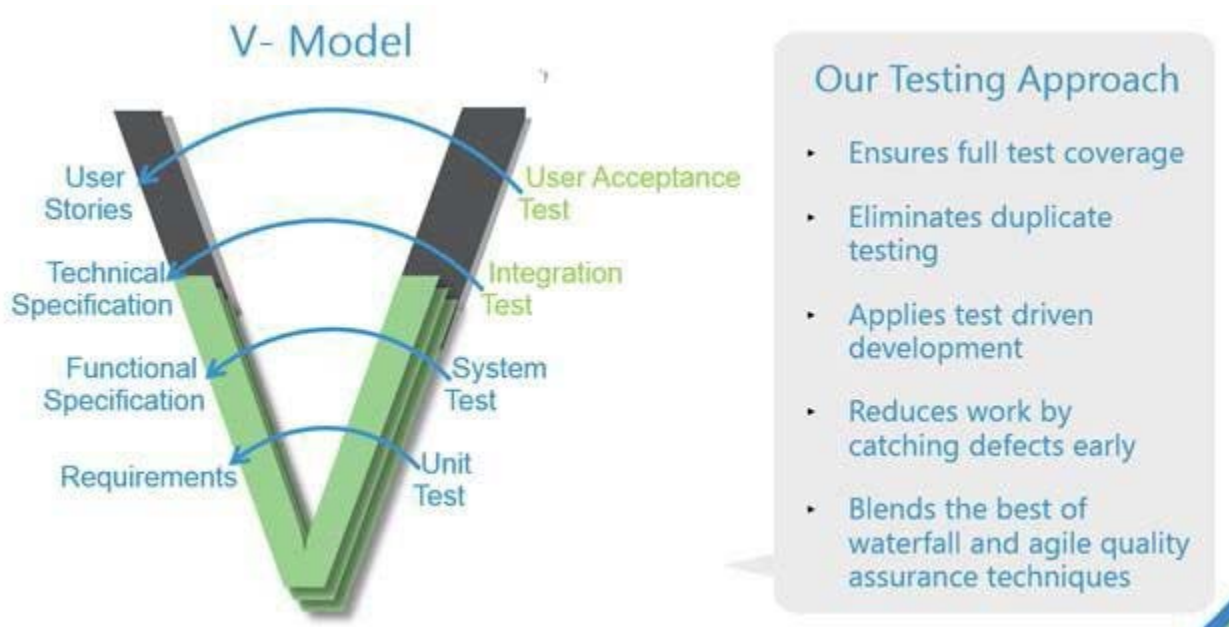 V- Model
User
Stories
User Acceptance
Test
Technical
Specification
Integration
Test
Functional
Specification
System
Test
Requirements
Unit
Test
Our Testing Approach
‣ Ensures full test coverage
‣ Eliminates duplicate
testing
‣ Applies test driven
development
‣ Reduces work by
catching defects early
‣ Blends the best of
waterfall and agile quality
assurance techniques